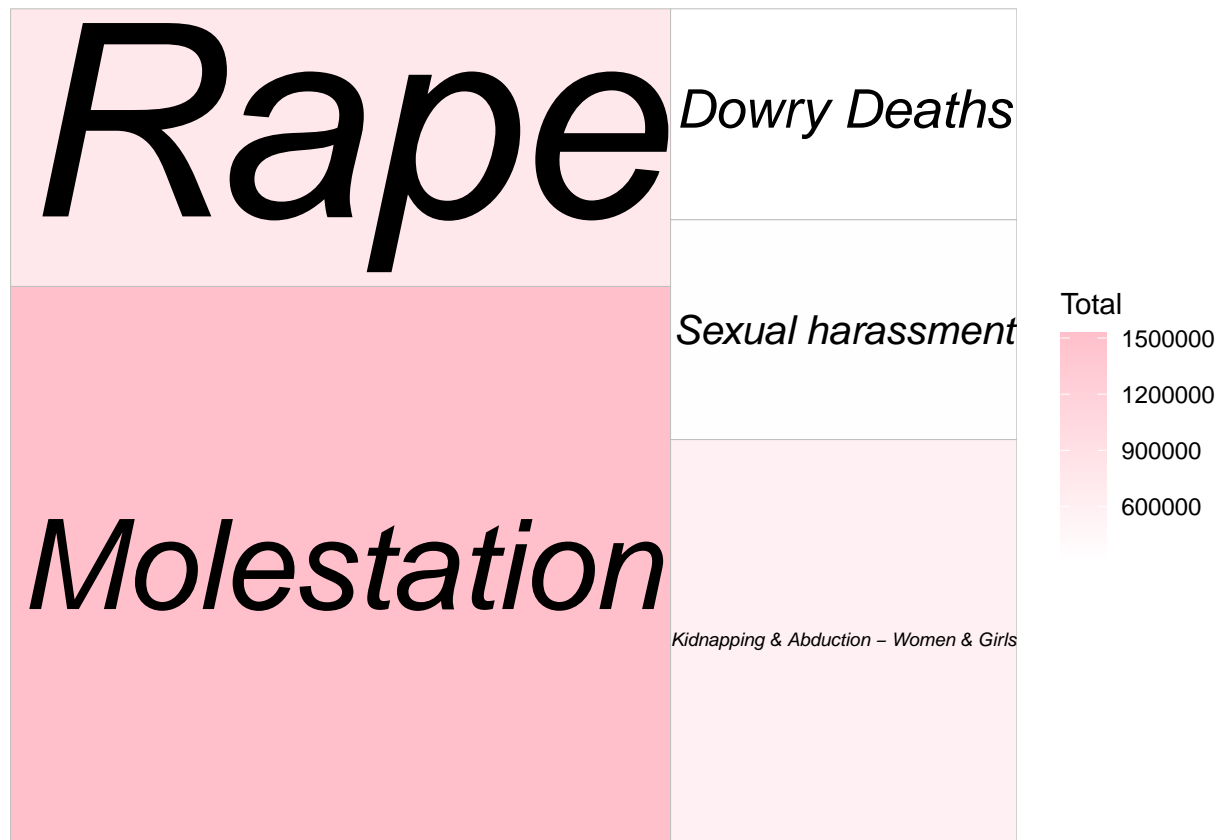 Rape
Dowry Deaths
Sexual harassment
Molestation
Kidnapping & Abduction – Women & Girls
Total
1500000
1200000
900000
600000